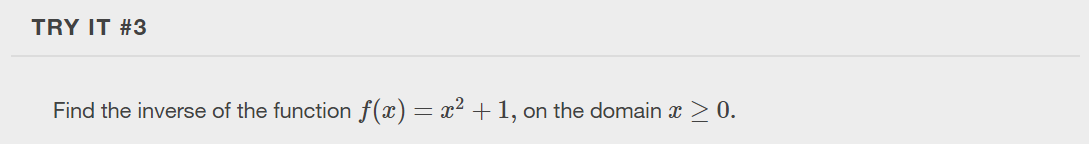 TRY IT #3
Find the inverse of the function f(x) = x² + 1, on the domain x ≥ 0.